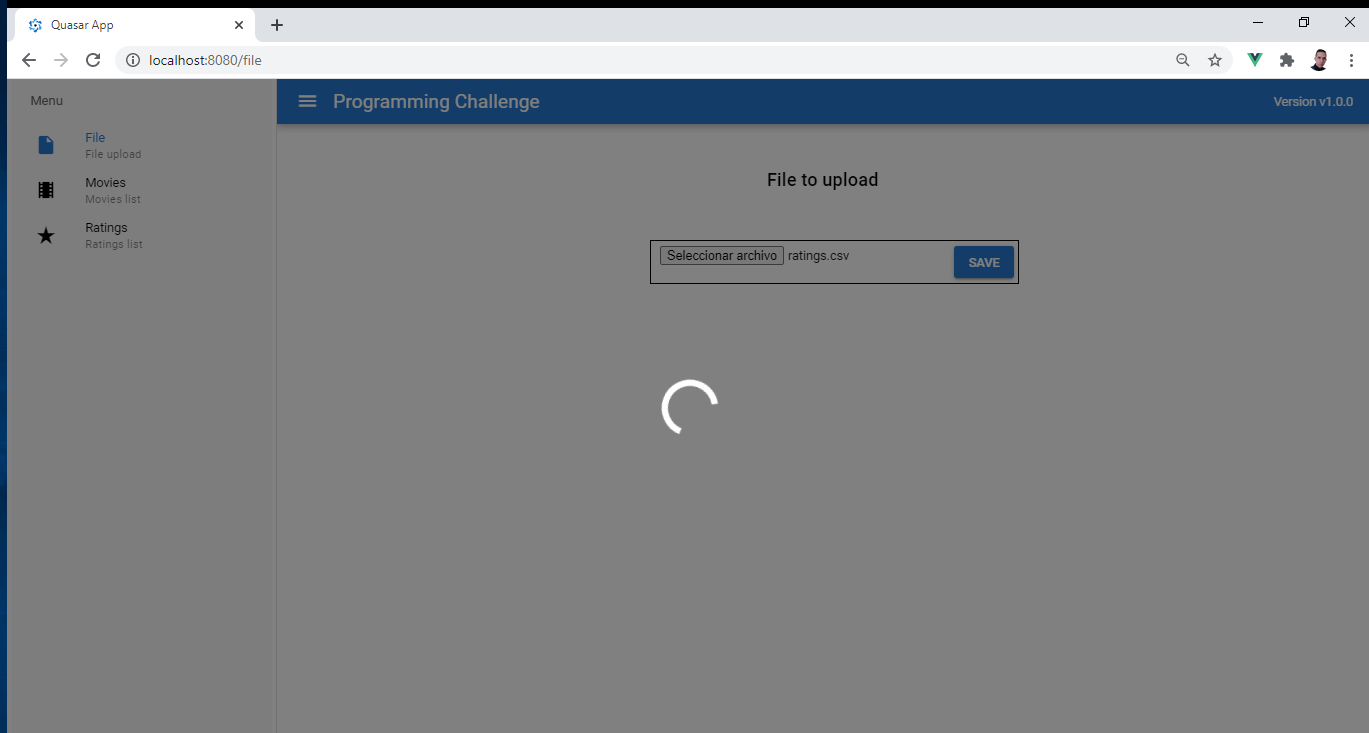 Quasar App
localhost:8080/file
Menu
File
File upload
Movies
Movies list
Ratings
Ratings list
Programming Challenge
Version v1.0.0
File to upload
Seleccionar archivo ratings.csv
SAVE